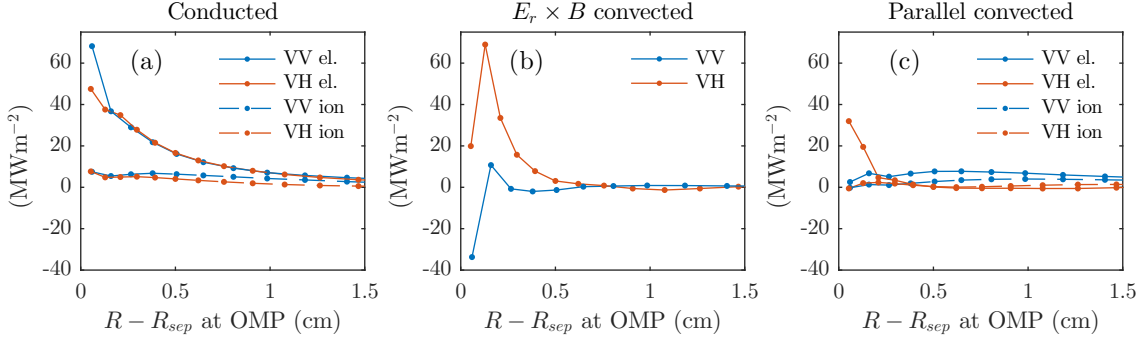 Conducted
(a)
VV el.
VH el.
VV ion
VH ion
60
40
20
0
-20
-40
(MWm⁻²)
0
0.5
1
1.5
R − R_sep at OMP (cm)
E_r × B convected
(b)
VV
VH
60
40
20
0
-20
-40
(MWm⁻²)
0
0.5
1
1.5
R − R_sep at OMP (cm)
Parallel convected
(c)
VV el.
VH el.
VV ion
VH ion
60
40
20
0
-20
-40
(MWm⁻²)
0
0.5
1
1.5
R − R_sep at OMP (cm)